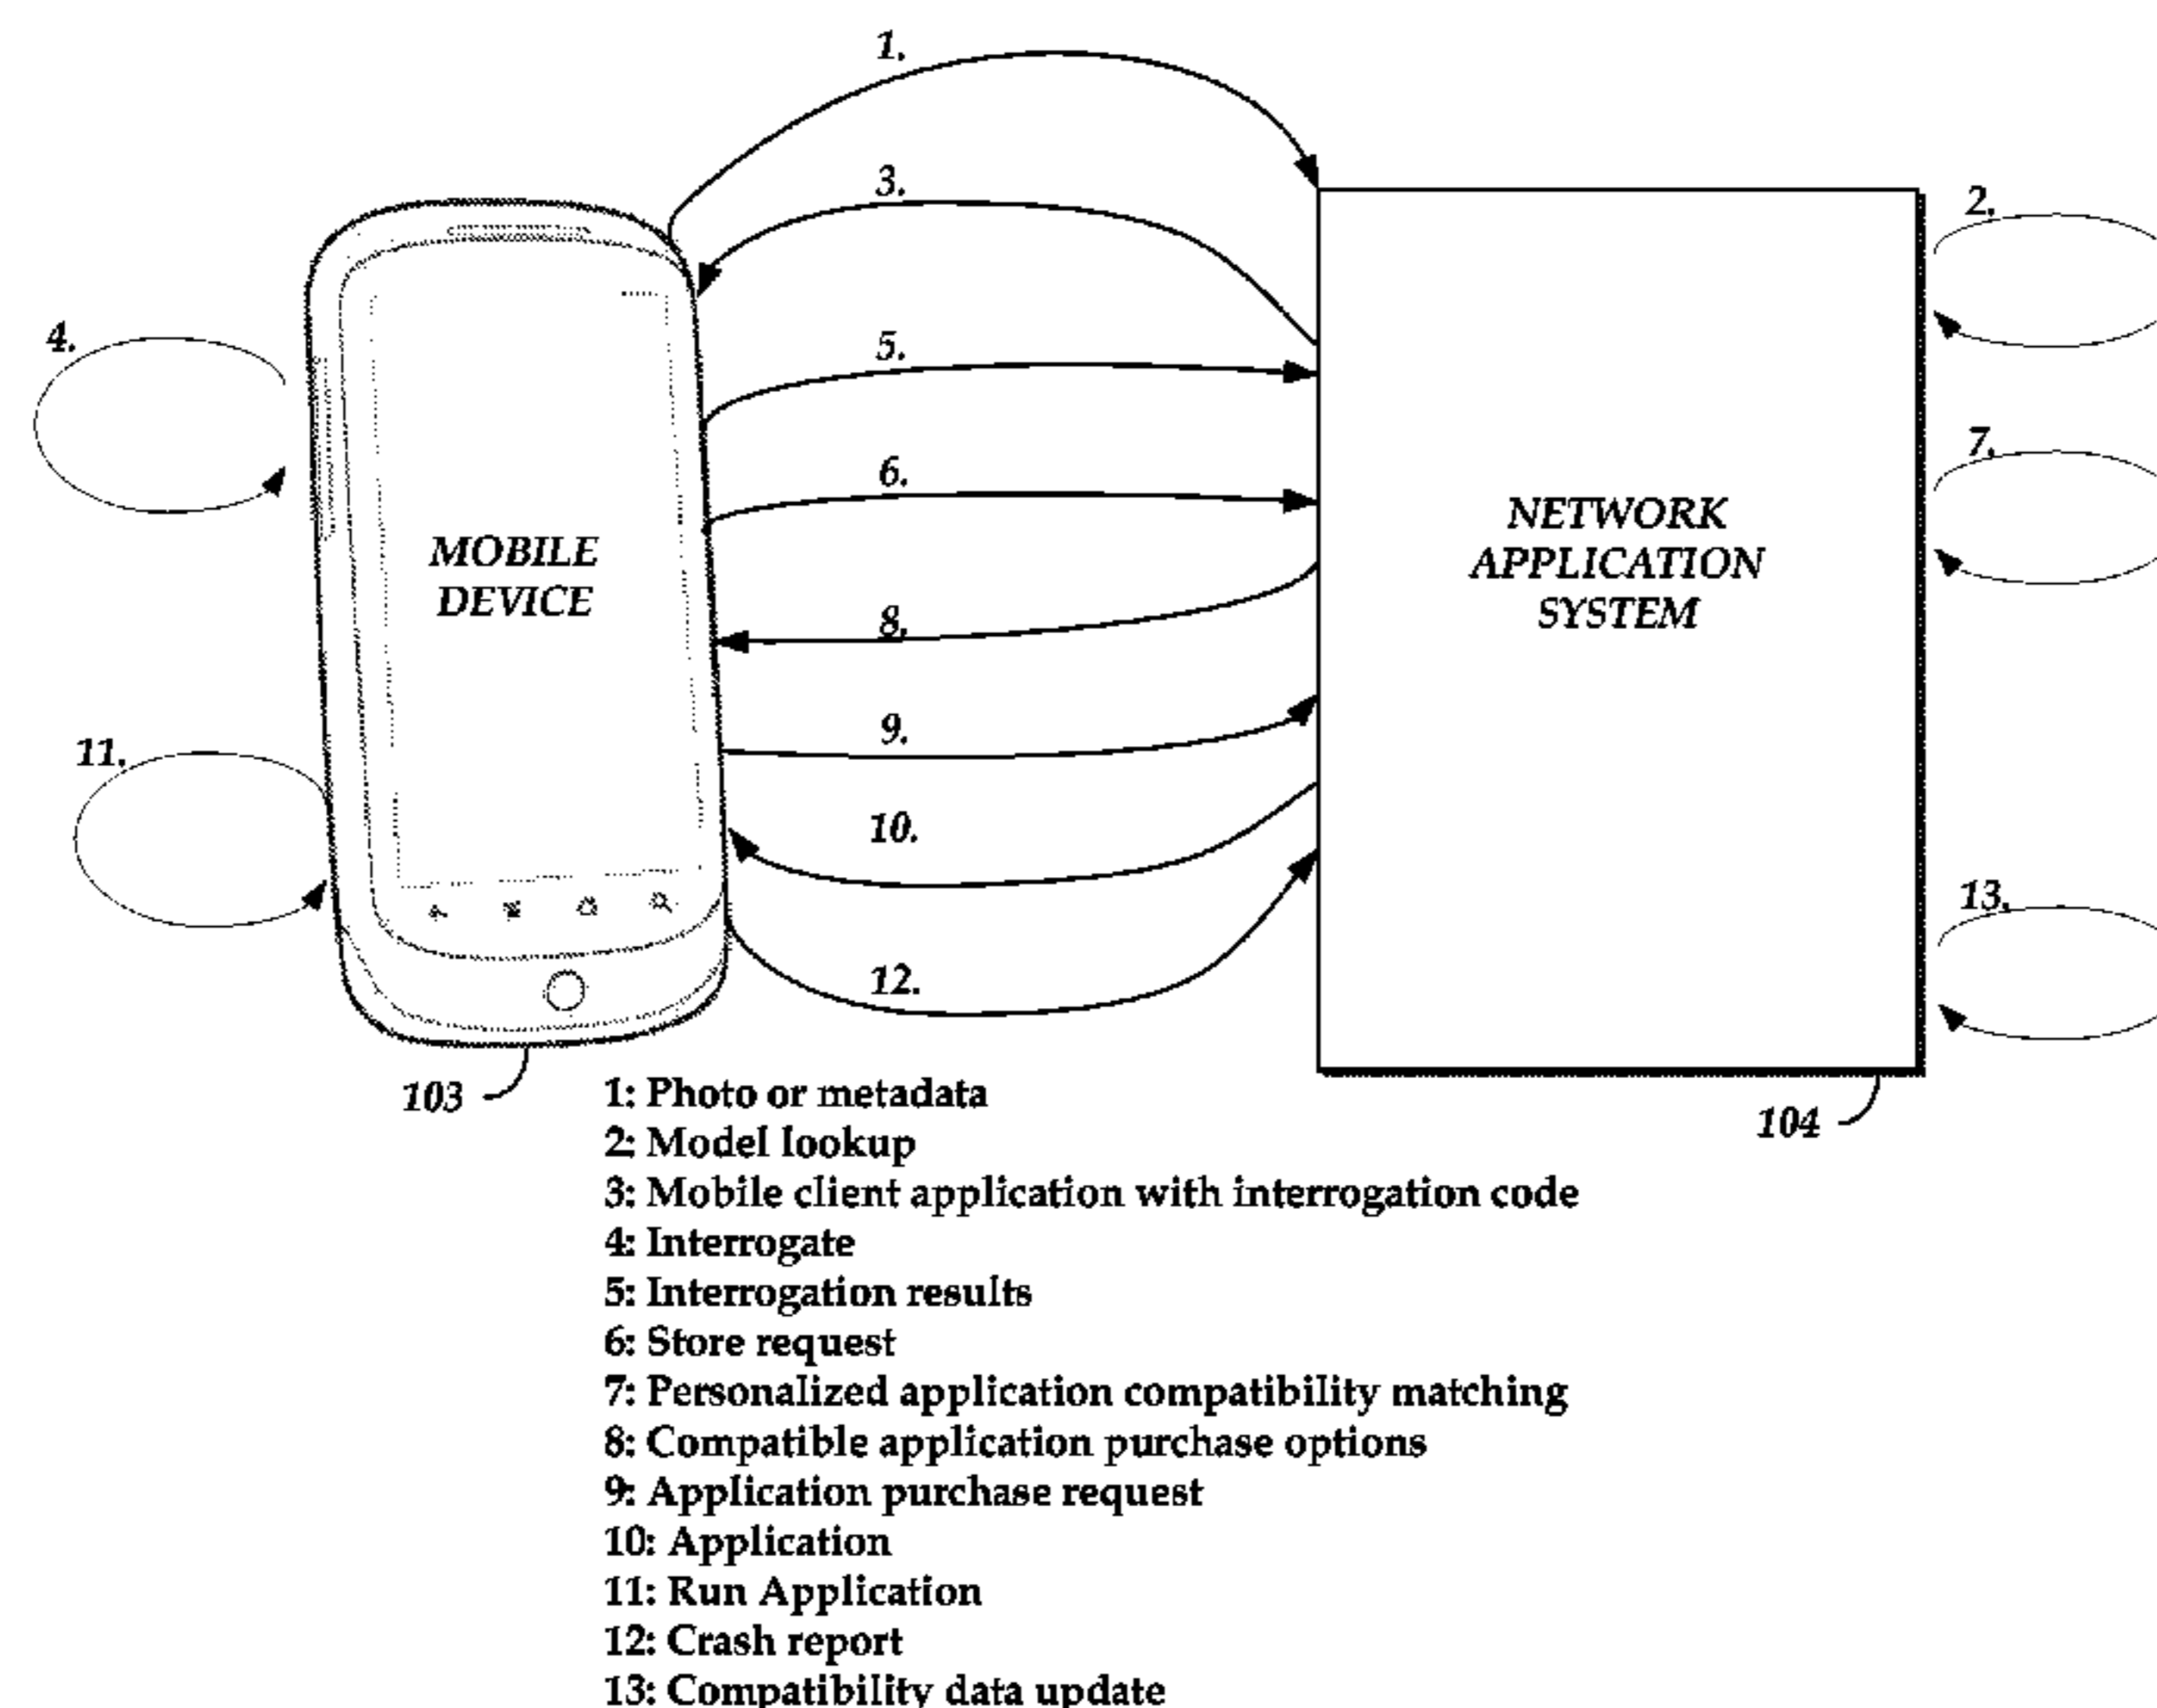 1.
3.
2.
4.
5.
7.
6.
MOBILE
DEVICE
NETWORK
APPLICATION
SYSTEM
8.
9.
11.
10.
13.
12.
103
104
1: Photo or metadata
2: Model lookup
3: Mobile client application with interrogation code
4: Interrogate
5: Interrogation results
6: Store request
7: Personalized application compatibility matching
8: Compatible application purchase options
9: Application purchase request
10: Application
11: Run Application
12: Crash report
13: Compatibility data update